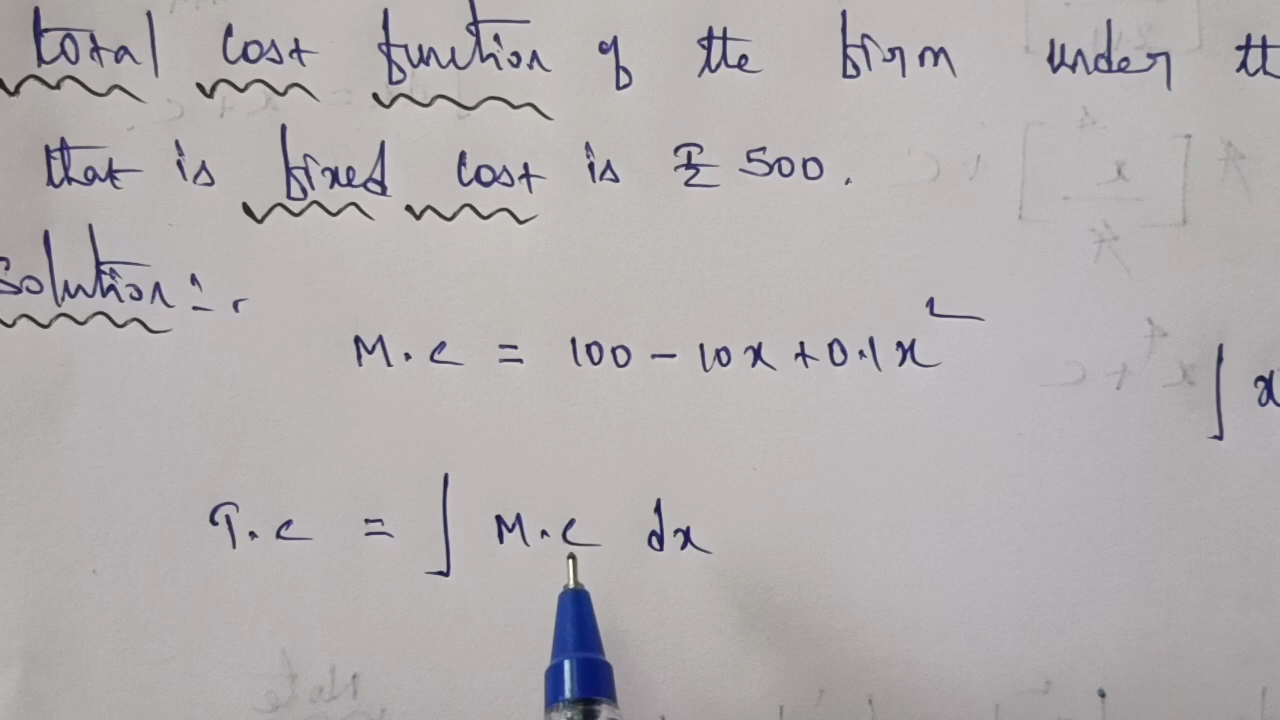 total cost function of the firm under th
that is fixed cost is ₹ 500.
Solution:-
M.C = 100 - 10x + 0.1x²
∫ x
T.C = ∫ M.C dx